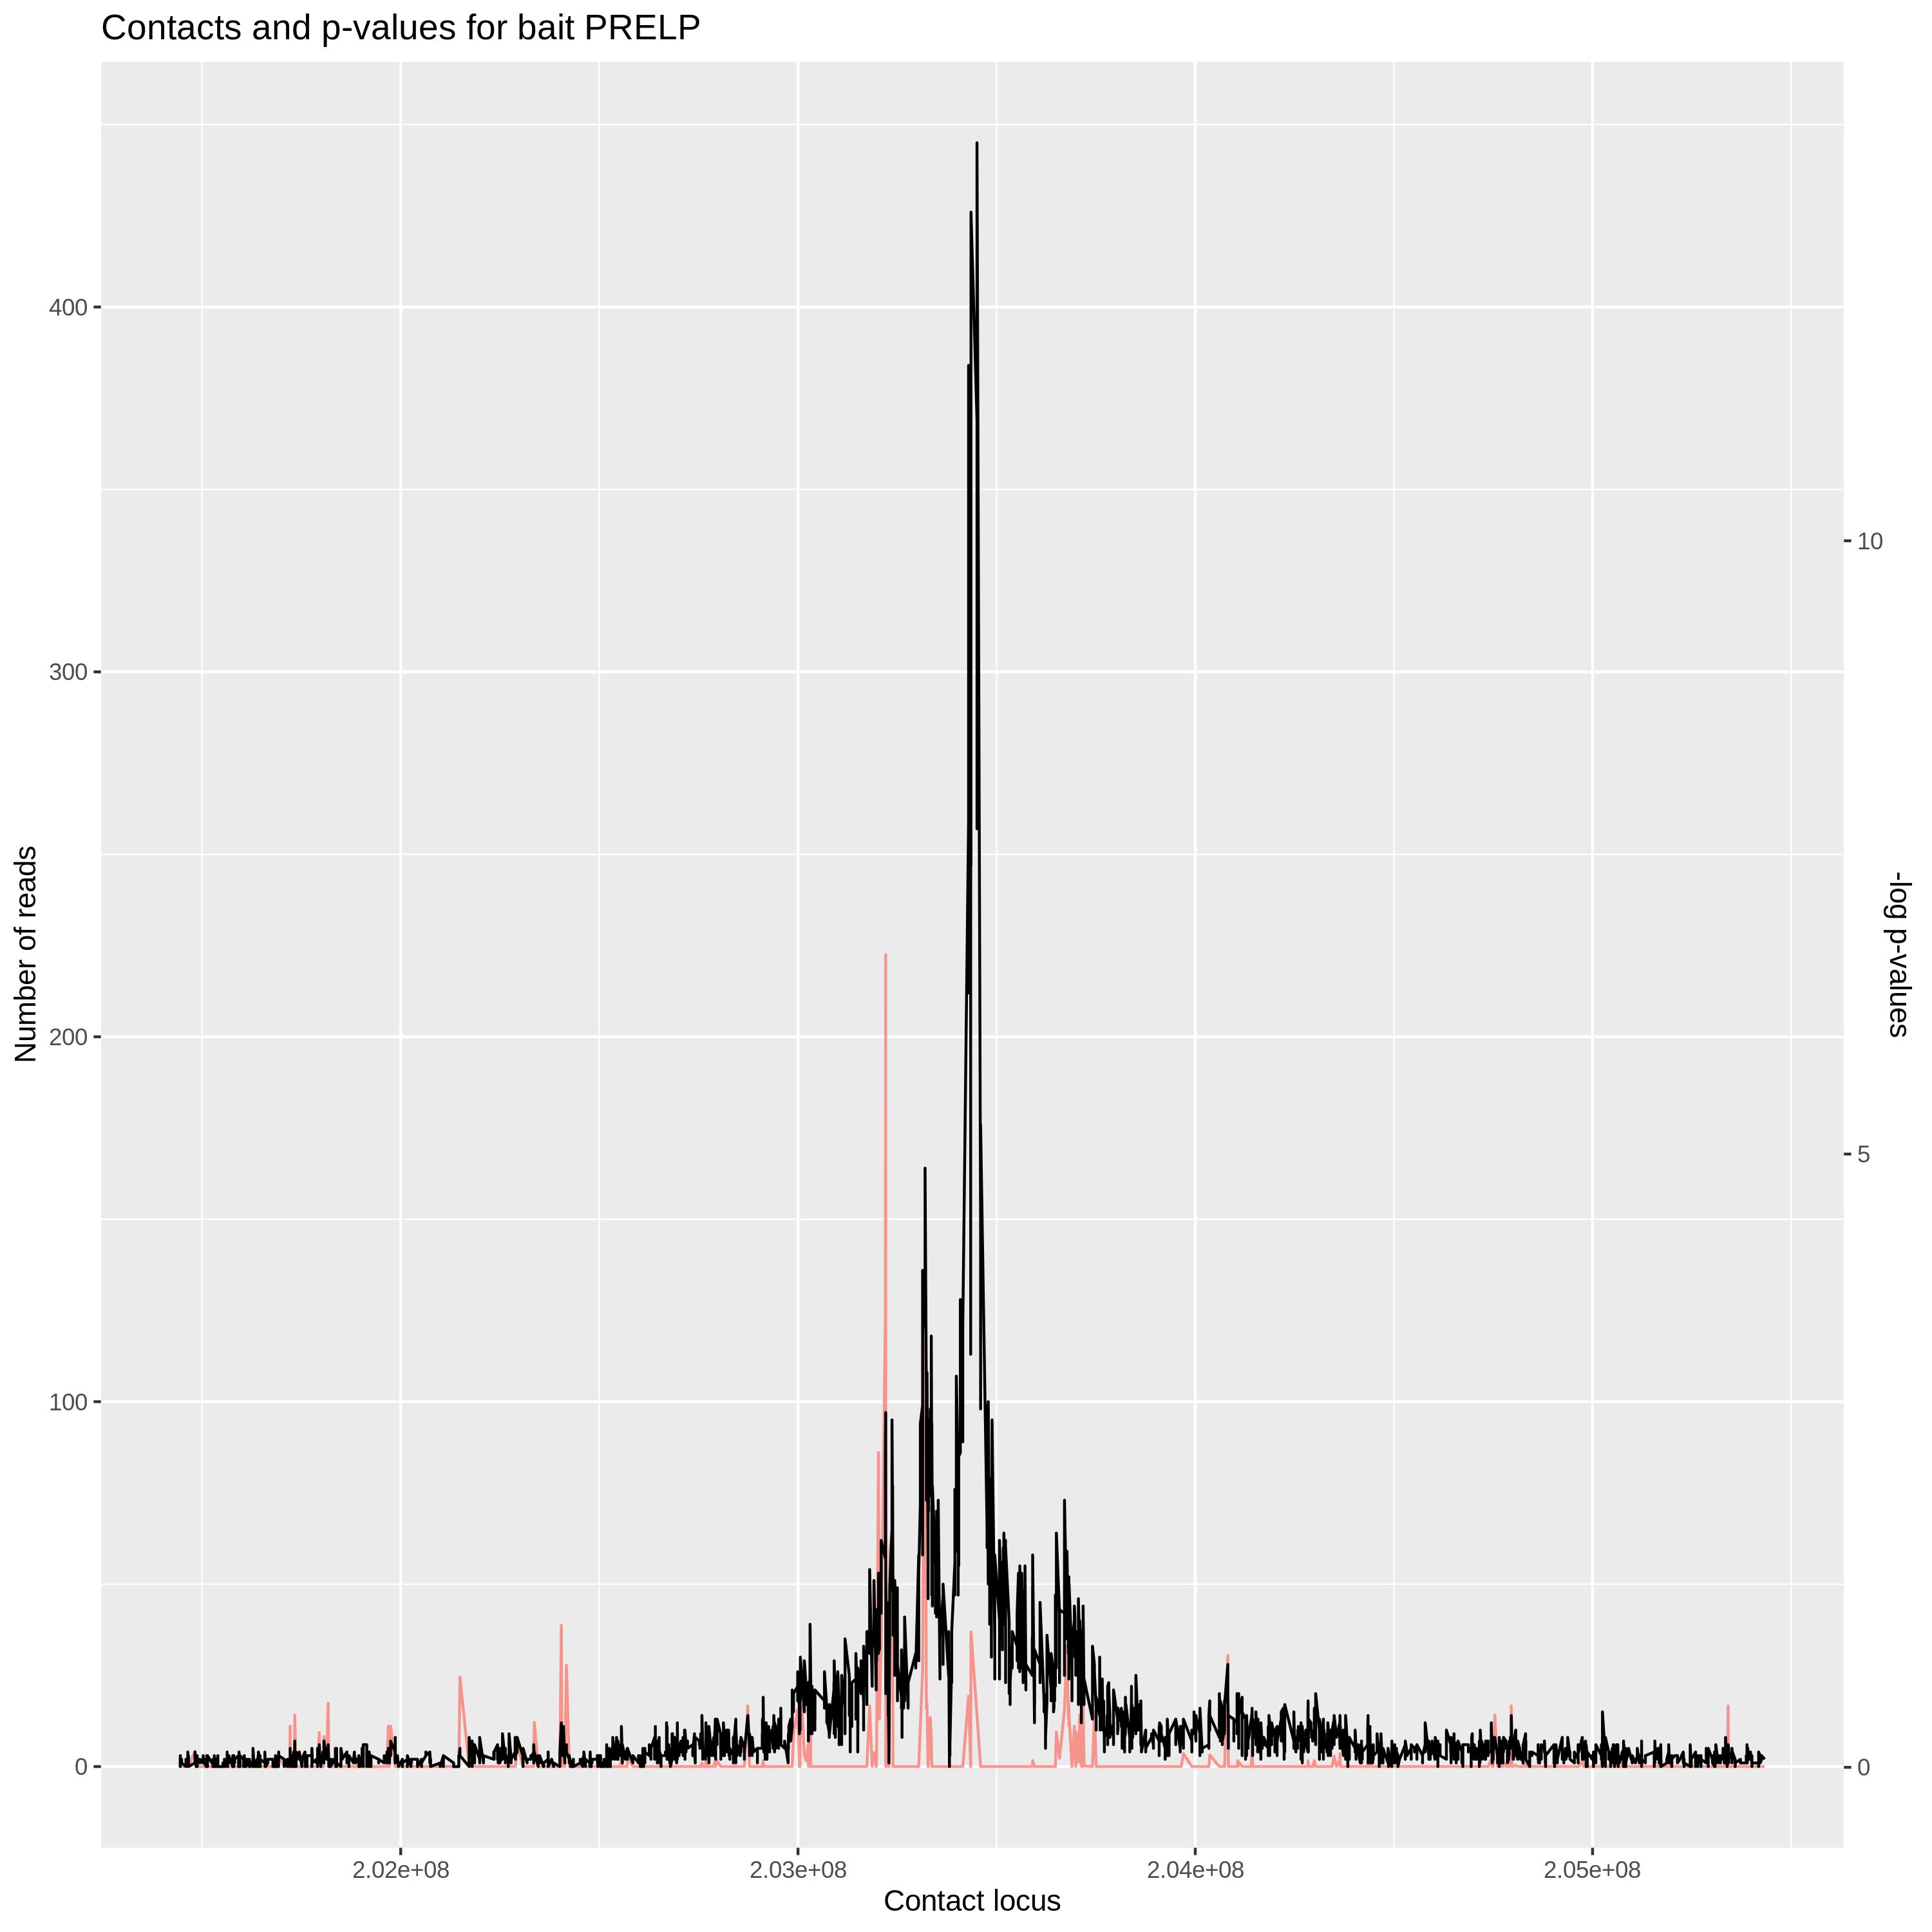 Contacts and p-values for bait PRELP
Number of reads
400
300
200
100
0
10
5
0
-log p-values
2.02e+08
2.03e+08
2.04e+08
2.05e+08
Contact locus